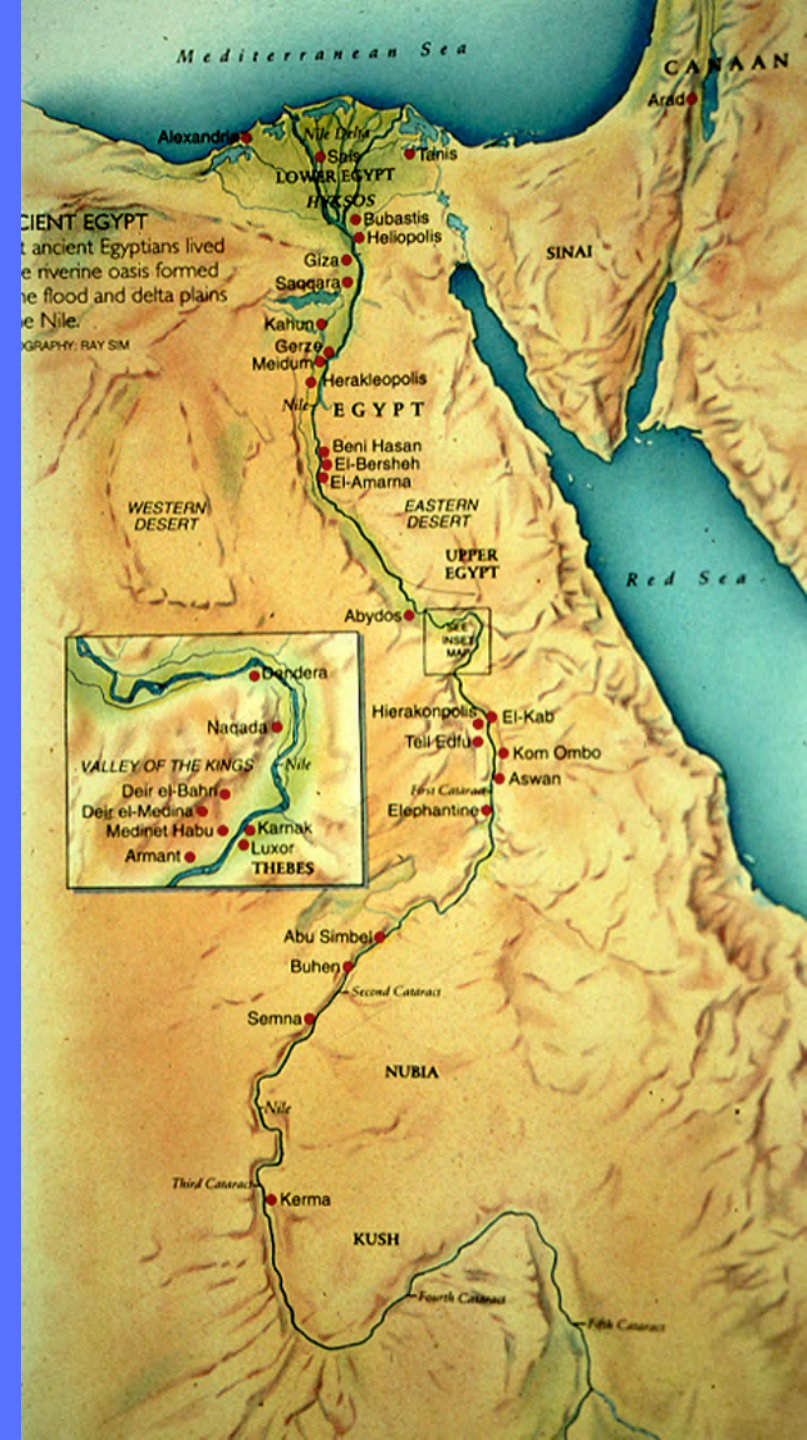 Mediterranean Sea
CANAAN
Arad
Alexandria
Nile Delta
Sais
Tanis
LOWER EGYPT
HYKSOS
Bubastis
Heliopolis
CIENT EGYPT
t ancient Egyptians lived
e riverine oasis formed
he flood and delta plains
e Nile.
OGRAPHY: RAY SIM
SINAI
Giza
Saqqara
Kahun
Gerze
Meidum
Herakleopolis
Nile
EGYPT
Beni Hasan
El-Bersheh
El-Amarna
WESTERN
DESERT
EASTERN
DESERT
UPPER
EGYPT
Red Sea
Abydos
SEE
INSET
MAP
Dendera
Naqada
VALLEY OF THE KINGS
Nile
Deir el-Bahri
Deir el-Medina
Medinet Habu
Karnak
Luxor
Armant
THEBES
Hierakonpolis
El-Kab
Tell Edfu
Kom Ombo
Aswan
First Cataract
Elephantine
Abu Simbel
Buhen
Second Cataract
Semna
NUBIA
Nile
Third Cataract
Kerma
KUSH
Fourth Cataract
Fifth Cataract